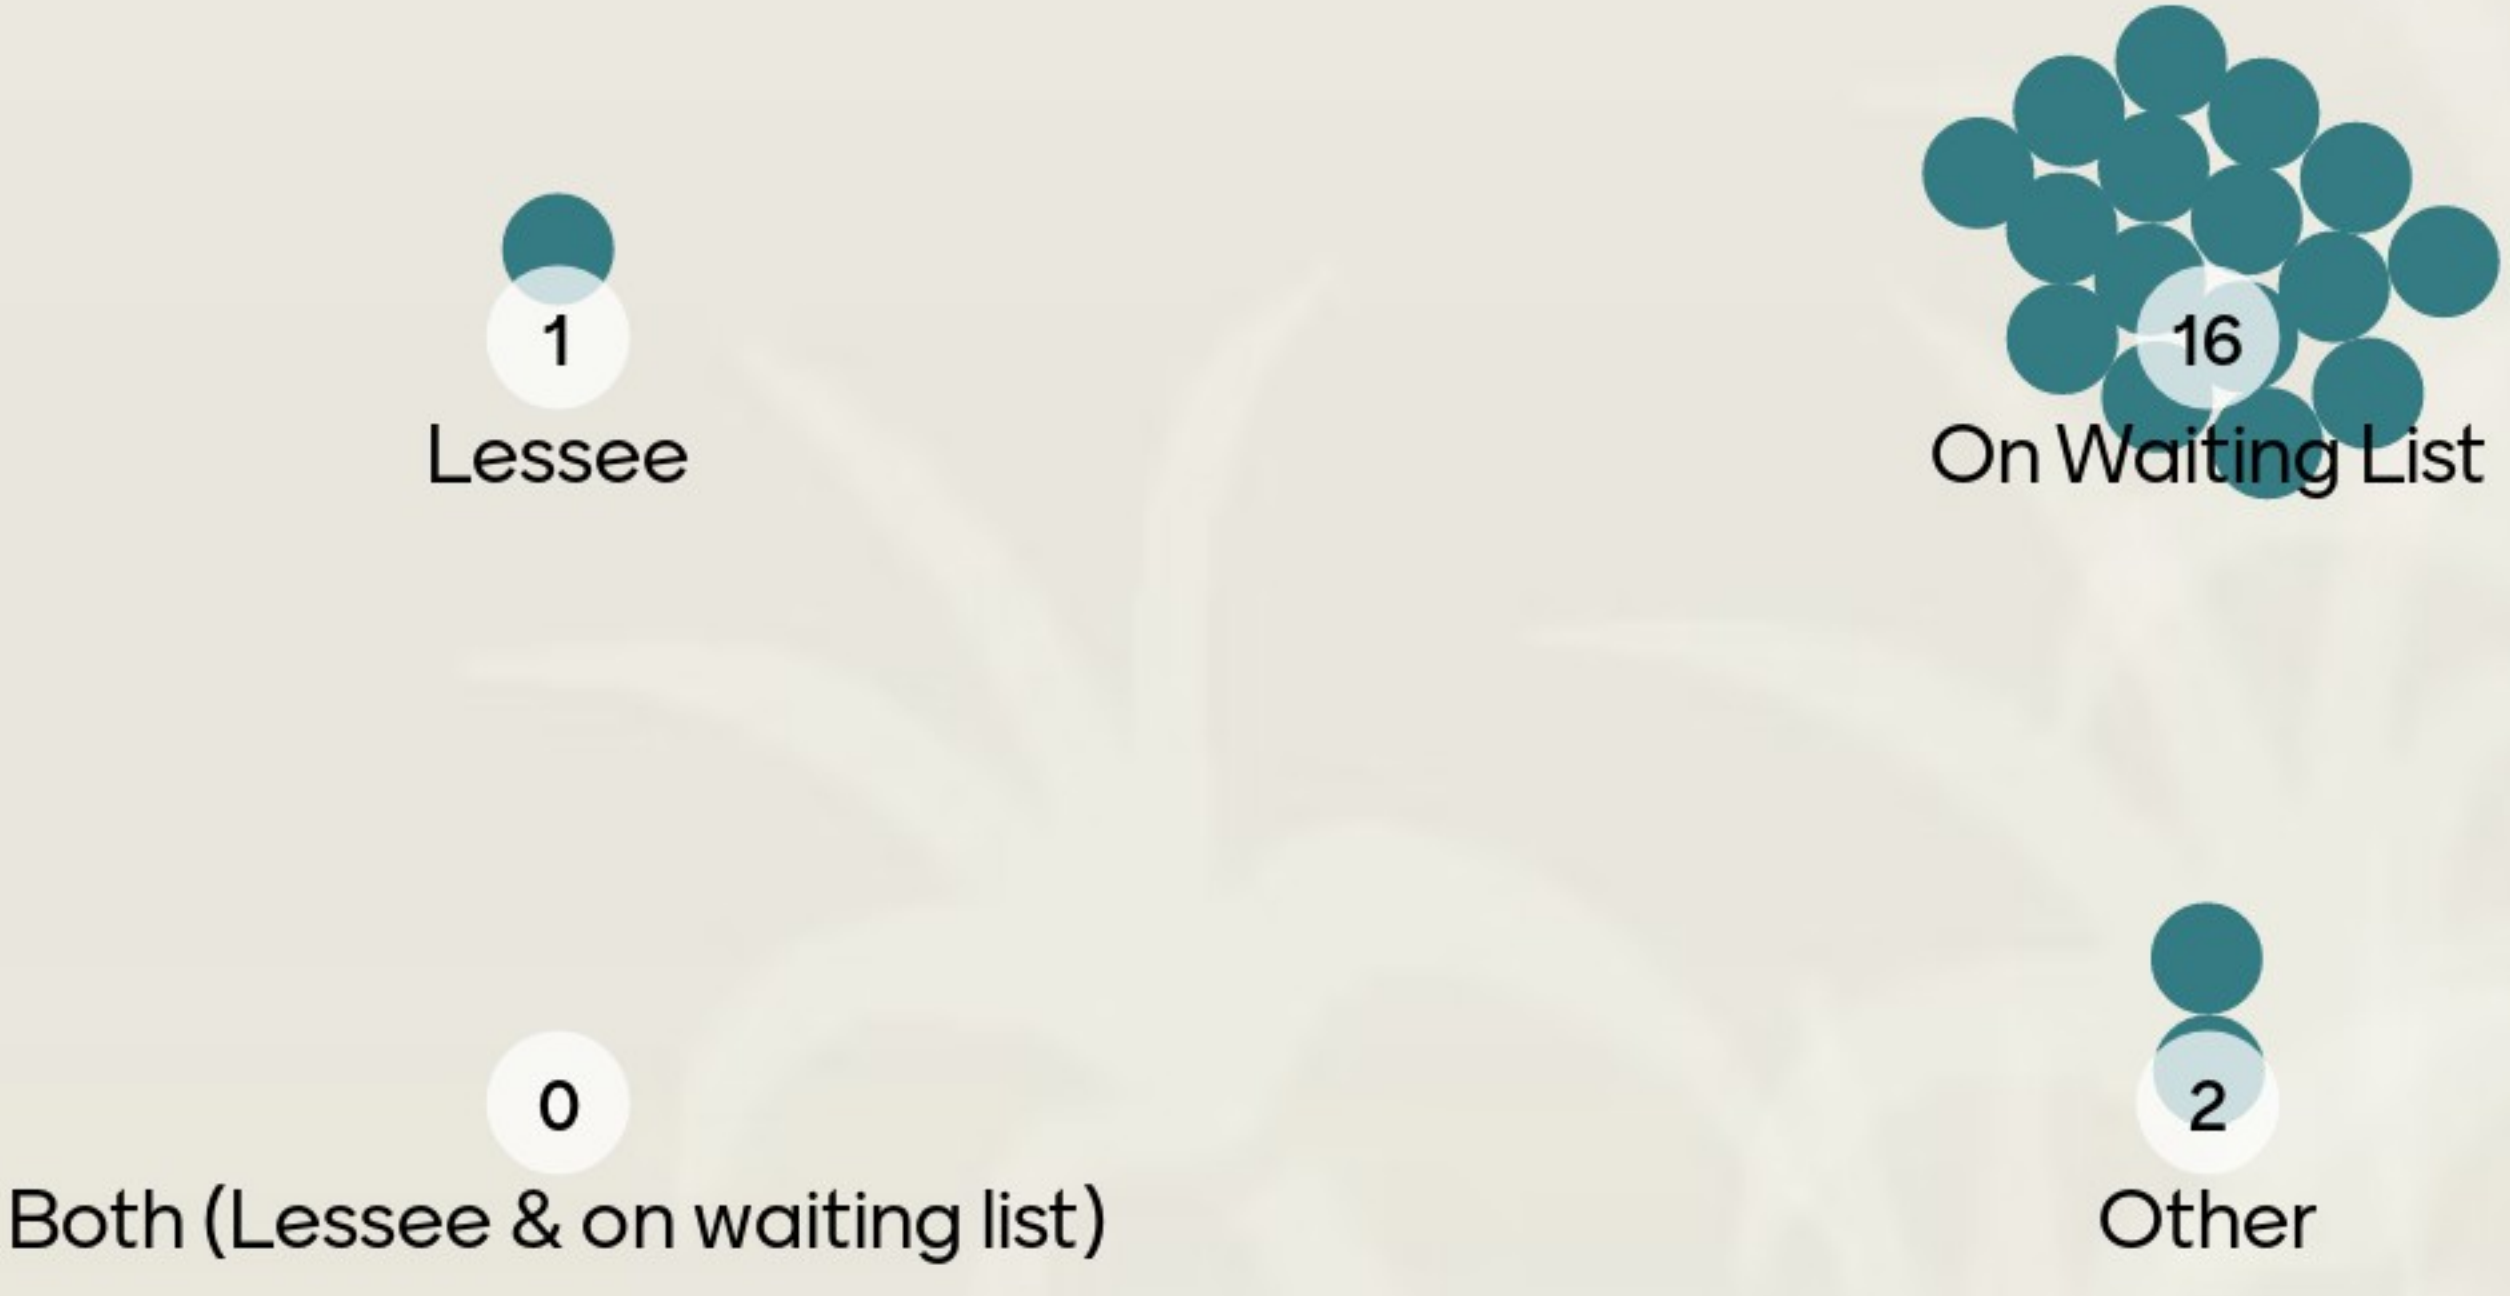 1
Lessee
16
On Waiting List
0
Both (Lessee & on waiting list)
2
Other